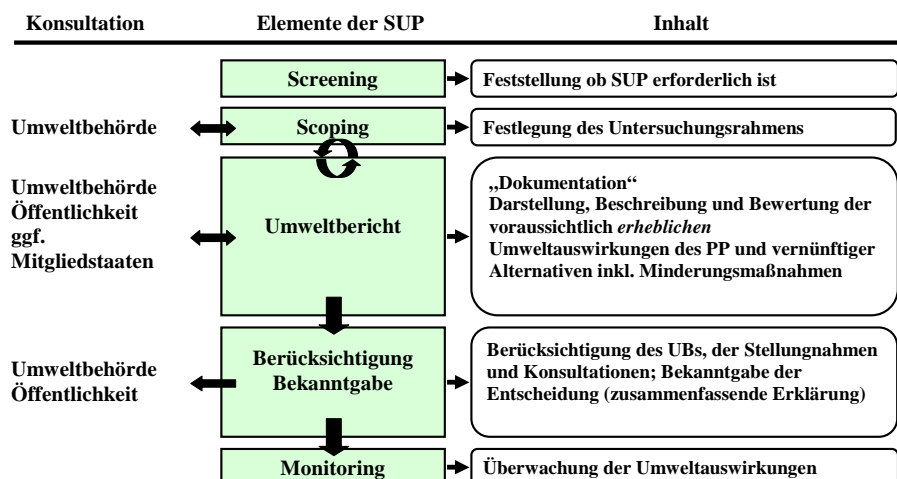 Konsultation Elemente der SUP Inhalt
Screening Feststellung ob SUP erforderlich ist
Umweltbehörde Scoping Festlegung des Untersuchungsrahmens
Umweltbehörde
Öffentlichkeit
ggf.
Mitgliedstaaten
Umweltbericht
„Dokumentation“
Darstellung, Beschreibung und Bewertung der
voraussichtlich erheblichen
Umweltauswirkungen des PP und vernünftiger
Alternativen inkl. Minderungsmaßnahmen
Umweltbehörde
Öffentlichkeit
Berücksichtigung
Bekanntgabe
Berücksichtigung des UBs, der Stellungnahmen
und Konsultationen; Bekanntgabe der
Entscheidung (zusammenfassende Erklärung)
Monitoring Überwachung der Umweltauswirkungen